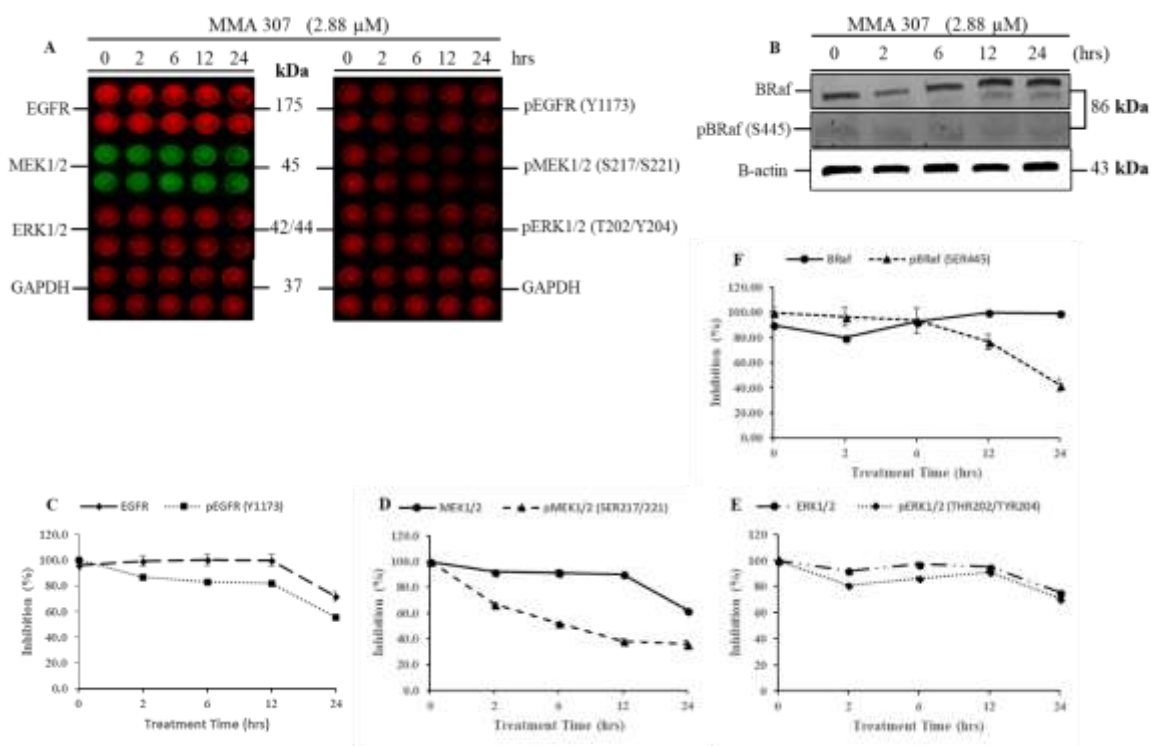 MMA 307 (2.88 µM)
A
0 2 6 12 24 0 2 6 12 24 hrs
kDa
EGFR 175 pEGFR (Y1173)
MEK1/2 45 pMEK1/2 (S217/S221)
ERK1/2 42/44 pERK1/2 (T202/Y204)
GAPDH 37 GAPDH
MMA 307 (2.88 µM)
B
0 2 6 12 24 (hrs)
BRaf
86 kDa
pBRaf (S445)
B-actin 43 kDa
F BRaf pBRaf (SER445)
Inhibition (%)
120.00
100.00
80.00
60.00
40.00
20.00
0.00
0 2 6 12 24
Treatment Time (hrs)
C EGFR pEGFR (Y1173)
Inhibition (%)
120.0
100.0
80.0
60.0
40.0
20.0
0.0
0 2 6 12 24
Treatment Time (hrs)
D MEK1/2 pMEK1/2 (SER217/221)
Inhibition (%)
120.0
100.0
80.0
60.0
40.0
20.0
0.0
0 2 6 12 24
Treatment Time (hrs)
E ERK1/2 pERK1/2 (THR202/TYR204)
Inhibition (%)
120
100
80
60
40
20
0
0 2 6 12 24
Treatment Time (hrs)